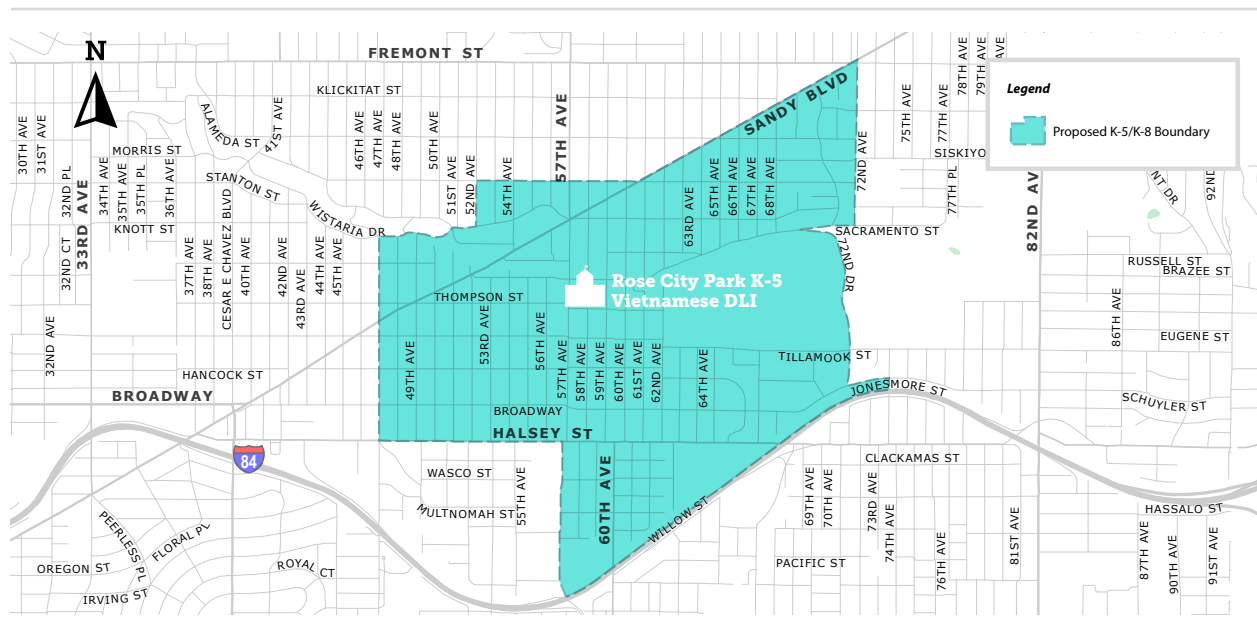 N
FREMONT ST
KLICKITAT ST
ALAMEDA ST
41ST AVE
30TH AVE
31ST AVE
32ND PL
33RD AVE
34TH AVE
35TH AVE
35TH PL
36TH AVE
MORRIS ST
STANTON ST
KNOTT ST
WISTARIA DR
46TH AVE
47TH AVE
48TH AVE
50TH AVE
51ST AVE
52ND AVE
54TH AVE
57TH AVE
SANDY BLVD
63RD AVE
65TH AVE
66TH AVE
67TH AVE
68TH AVE
72ND AVE
75TH AVE
77TH AVE
78TH AVE
79TH AVE
AVE
Legend
Proposed K-5/K-8 Boundary
SISKIYO
77TH PL
82ND AV
NT DR
92ND
SACRAMENTO ST
72ND DR
RUSSELL ST
BRAZEE ST
32ND CT
37TH AVE
38TH AVE
CESAR E CHAVEZ BLVD
40TH AVE
42ND AVE
43RD AVE
44TH AVE
45TH AVE
Rose City Park K-5
Vietnamese DLI
THOMPSON ST
32ND AVE
49TH AVE
53RD AVE
56TH AVE
57TH AVE
58TH AVE
59TH AVE
60TH AVE
61ST AVE
62ND AVE
64TH AVE
TILLAMOOK ST
86TH AVE
EUGENE ST
HANCOCK ST
BROADWAY
BROADWAY
JONESMORE ST
SCHUYLER ST
HALSEY ST
84
WASCO ST
MULTNOMAH ST
55TH AVE
60TH AVE
WILLOW ST
CLACKAMAS ST
69TH AVE
70TH AVE
73RD AVE
74TH AVE
76TH AVE
81ST AVE
PACIFIC ST
HASSALO ST
87TH AVE
90TH AVE
91ST AVE
PEERLESS PL
FLORAL PL
OREGON ST
IRVING ST
ROYAL CT